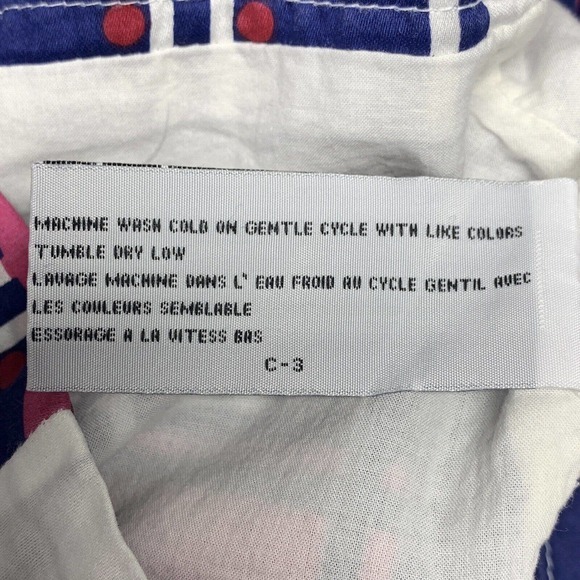 MACHINE WASH COLD ON GENTLE CYCLE WITH LIKE COLORS
TUMBLE DRY LOW
LAVAGE MACHINE DANS L' EAU FROID AU CYCLE GENTIL AVEC
LES COULEURS SEMBLABLE
ESSORAGE A LA VITESS BAS
C-3